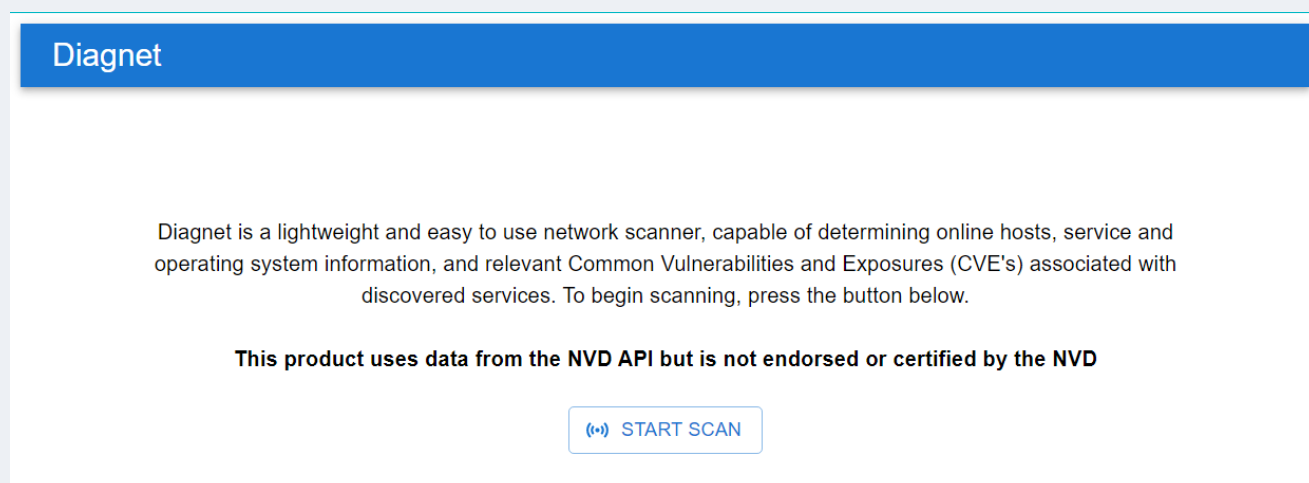 Diagnet
Diagnet is a lightweight and easy to use network scanner, capable of determining online hosts, service and
operating system information, and relevant Common Vulnerabilities and Exposures (CVE's) associated with
discovered services. To begin scanning, press the button below.
This product uses data from the NVD API but is not endorsed or certified by the NVD
START SCAN